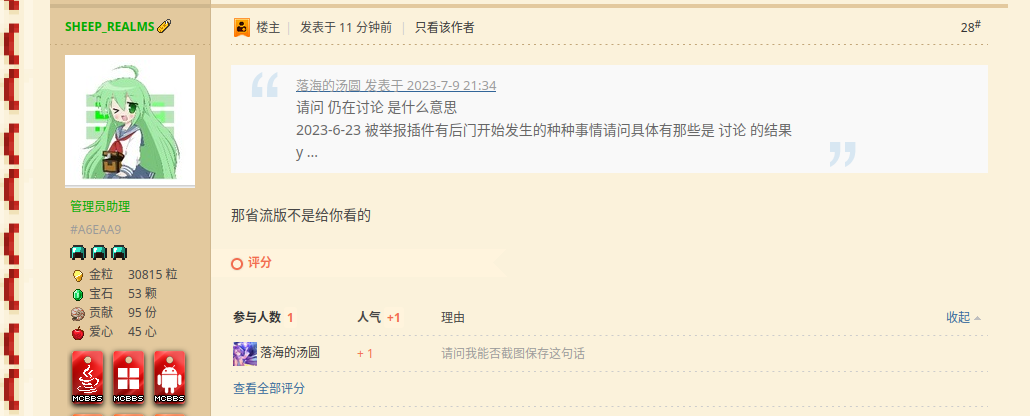 SHEEP_REALMS
管理员助理
#A6EAA9
金粒 30815 粒
宝石 53 颗
贡献 95 份
爱心 45 心
MCBBS MCBBS MCBBS
楼主 发表于 11 分钟前 只看该作者 28#
落海的汤圆 发表于 2023-7-9 21:34
请问 仍在讨论 是什么意思
2023-6-23 被举报插件有后门开始发生的种种事情请问具体有那些是 讨论 的结果
y ...
那省流版不是给你看的
评分
参与人数 1 人气 +1 理由 收起
落海的汤圆 + 1 请问我能否截图保存这句话
查看全部评分